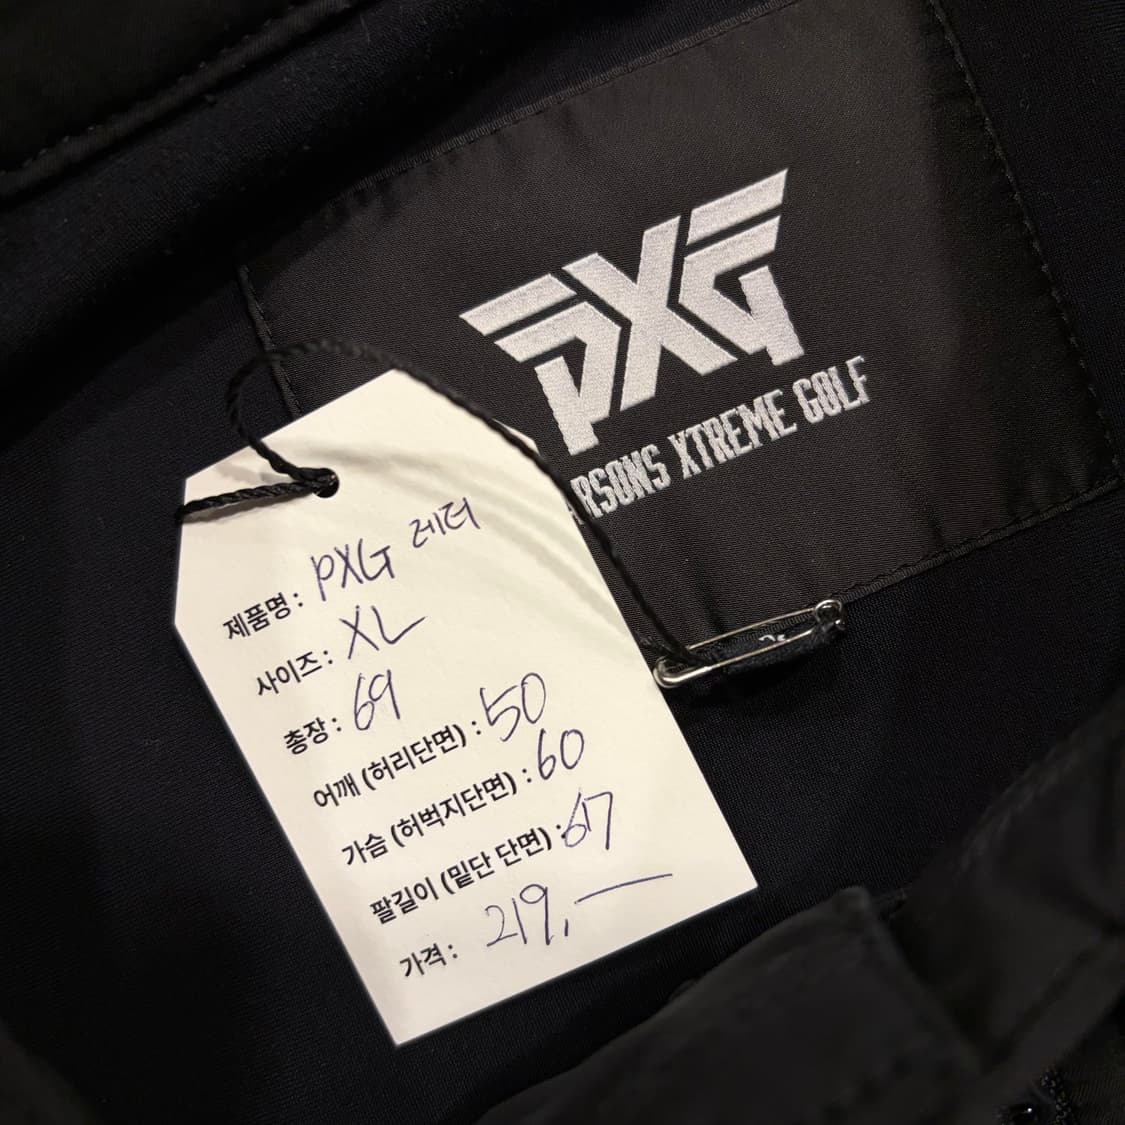 PXG
PARSONS XTREME GOLF
제품명 : PXG 레더
사이즈 : XL
총장 : 69
어깨 (허리단면) : 50
가슴 (허벅지단면) : 60
팔길이 (밑단 단면) : 67
가격 : 219,-